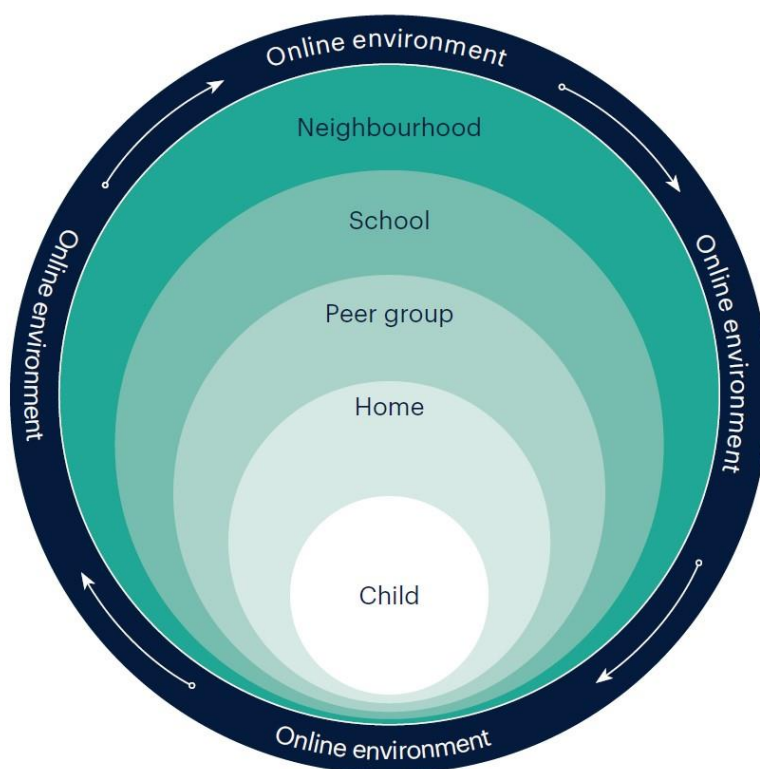 Online environment
Neighbourhood
School
Online environment
Online environment
Peer group
Home
Child
Online environment